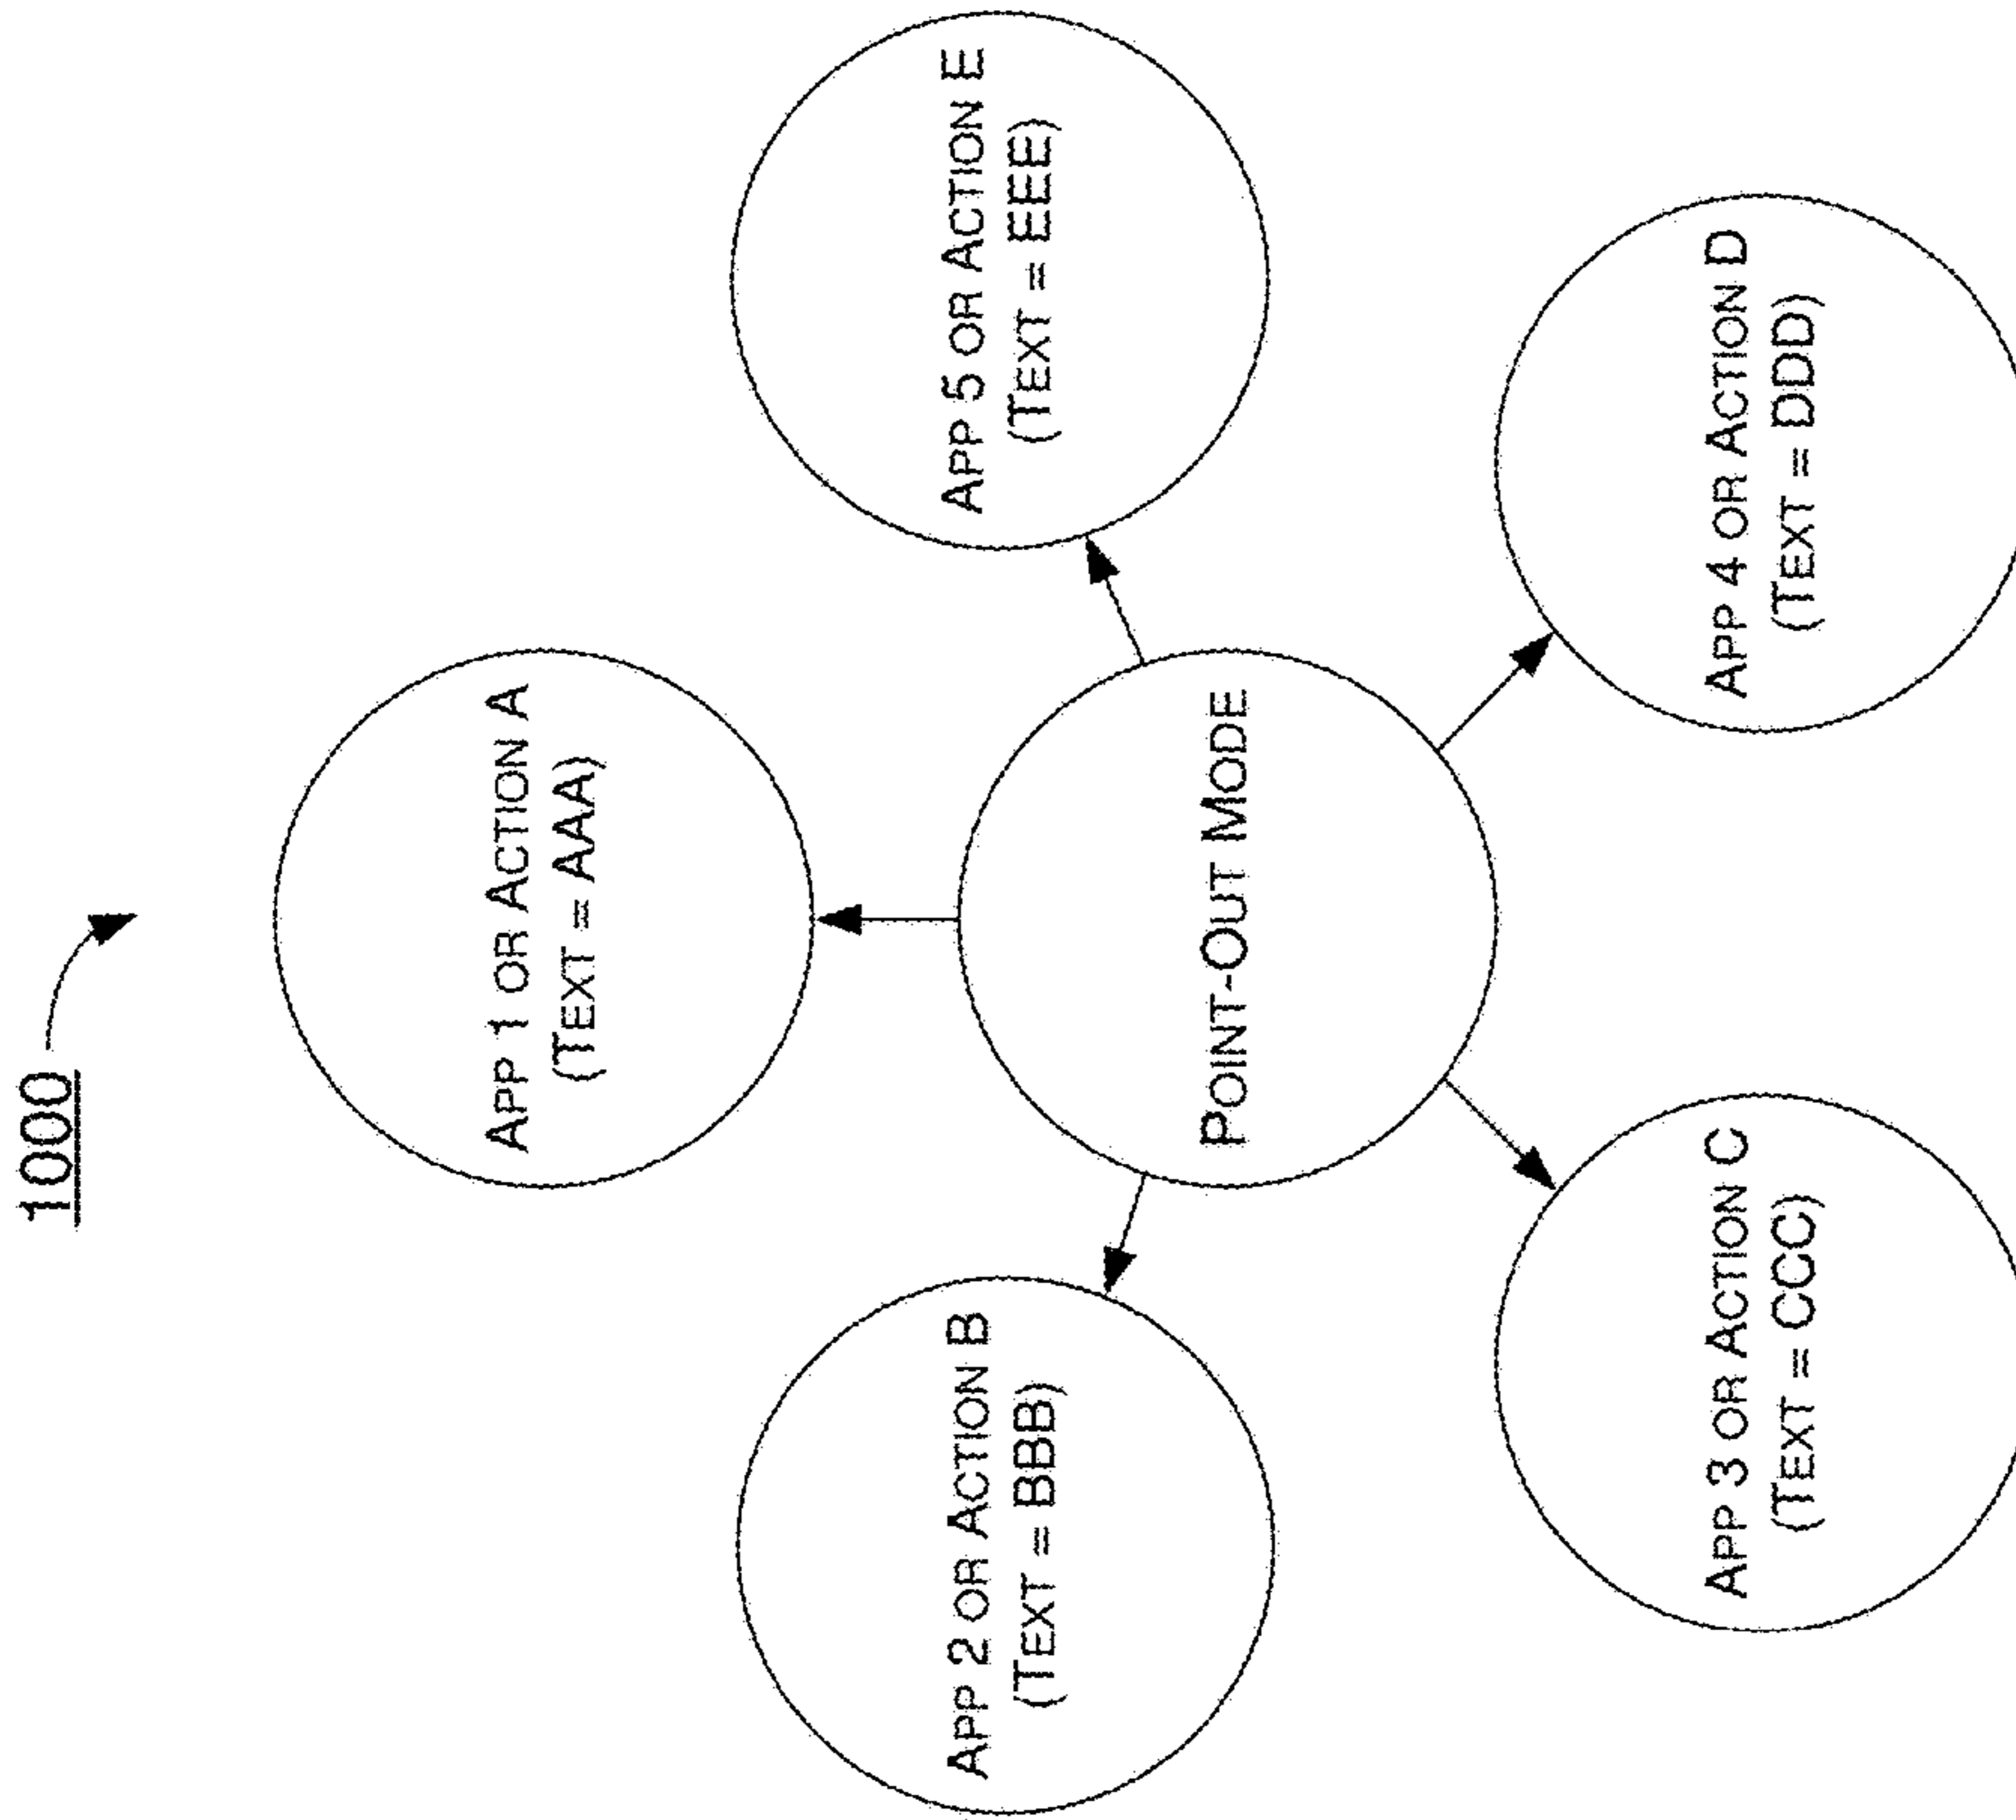 1000
APP 1 OR ACTION A
(TEXT = AAA)
APP 2 OR ACTION B
(TEXT = BBB)
POINT-OUT MODE
APP 5 OR ACTION E
(TEXT = EEE)
APP 3 OR ACTION C
(TEXT = CCC)
APP 4 OR ACTION D
(TEXT = DDD)